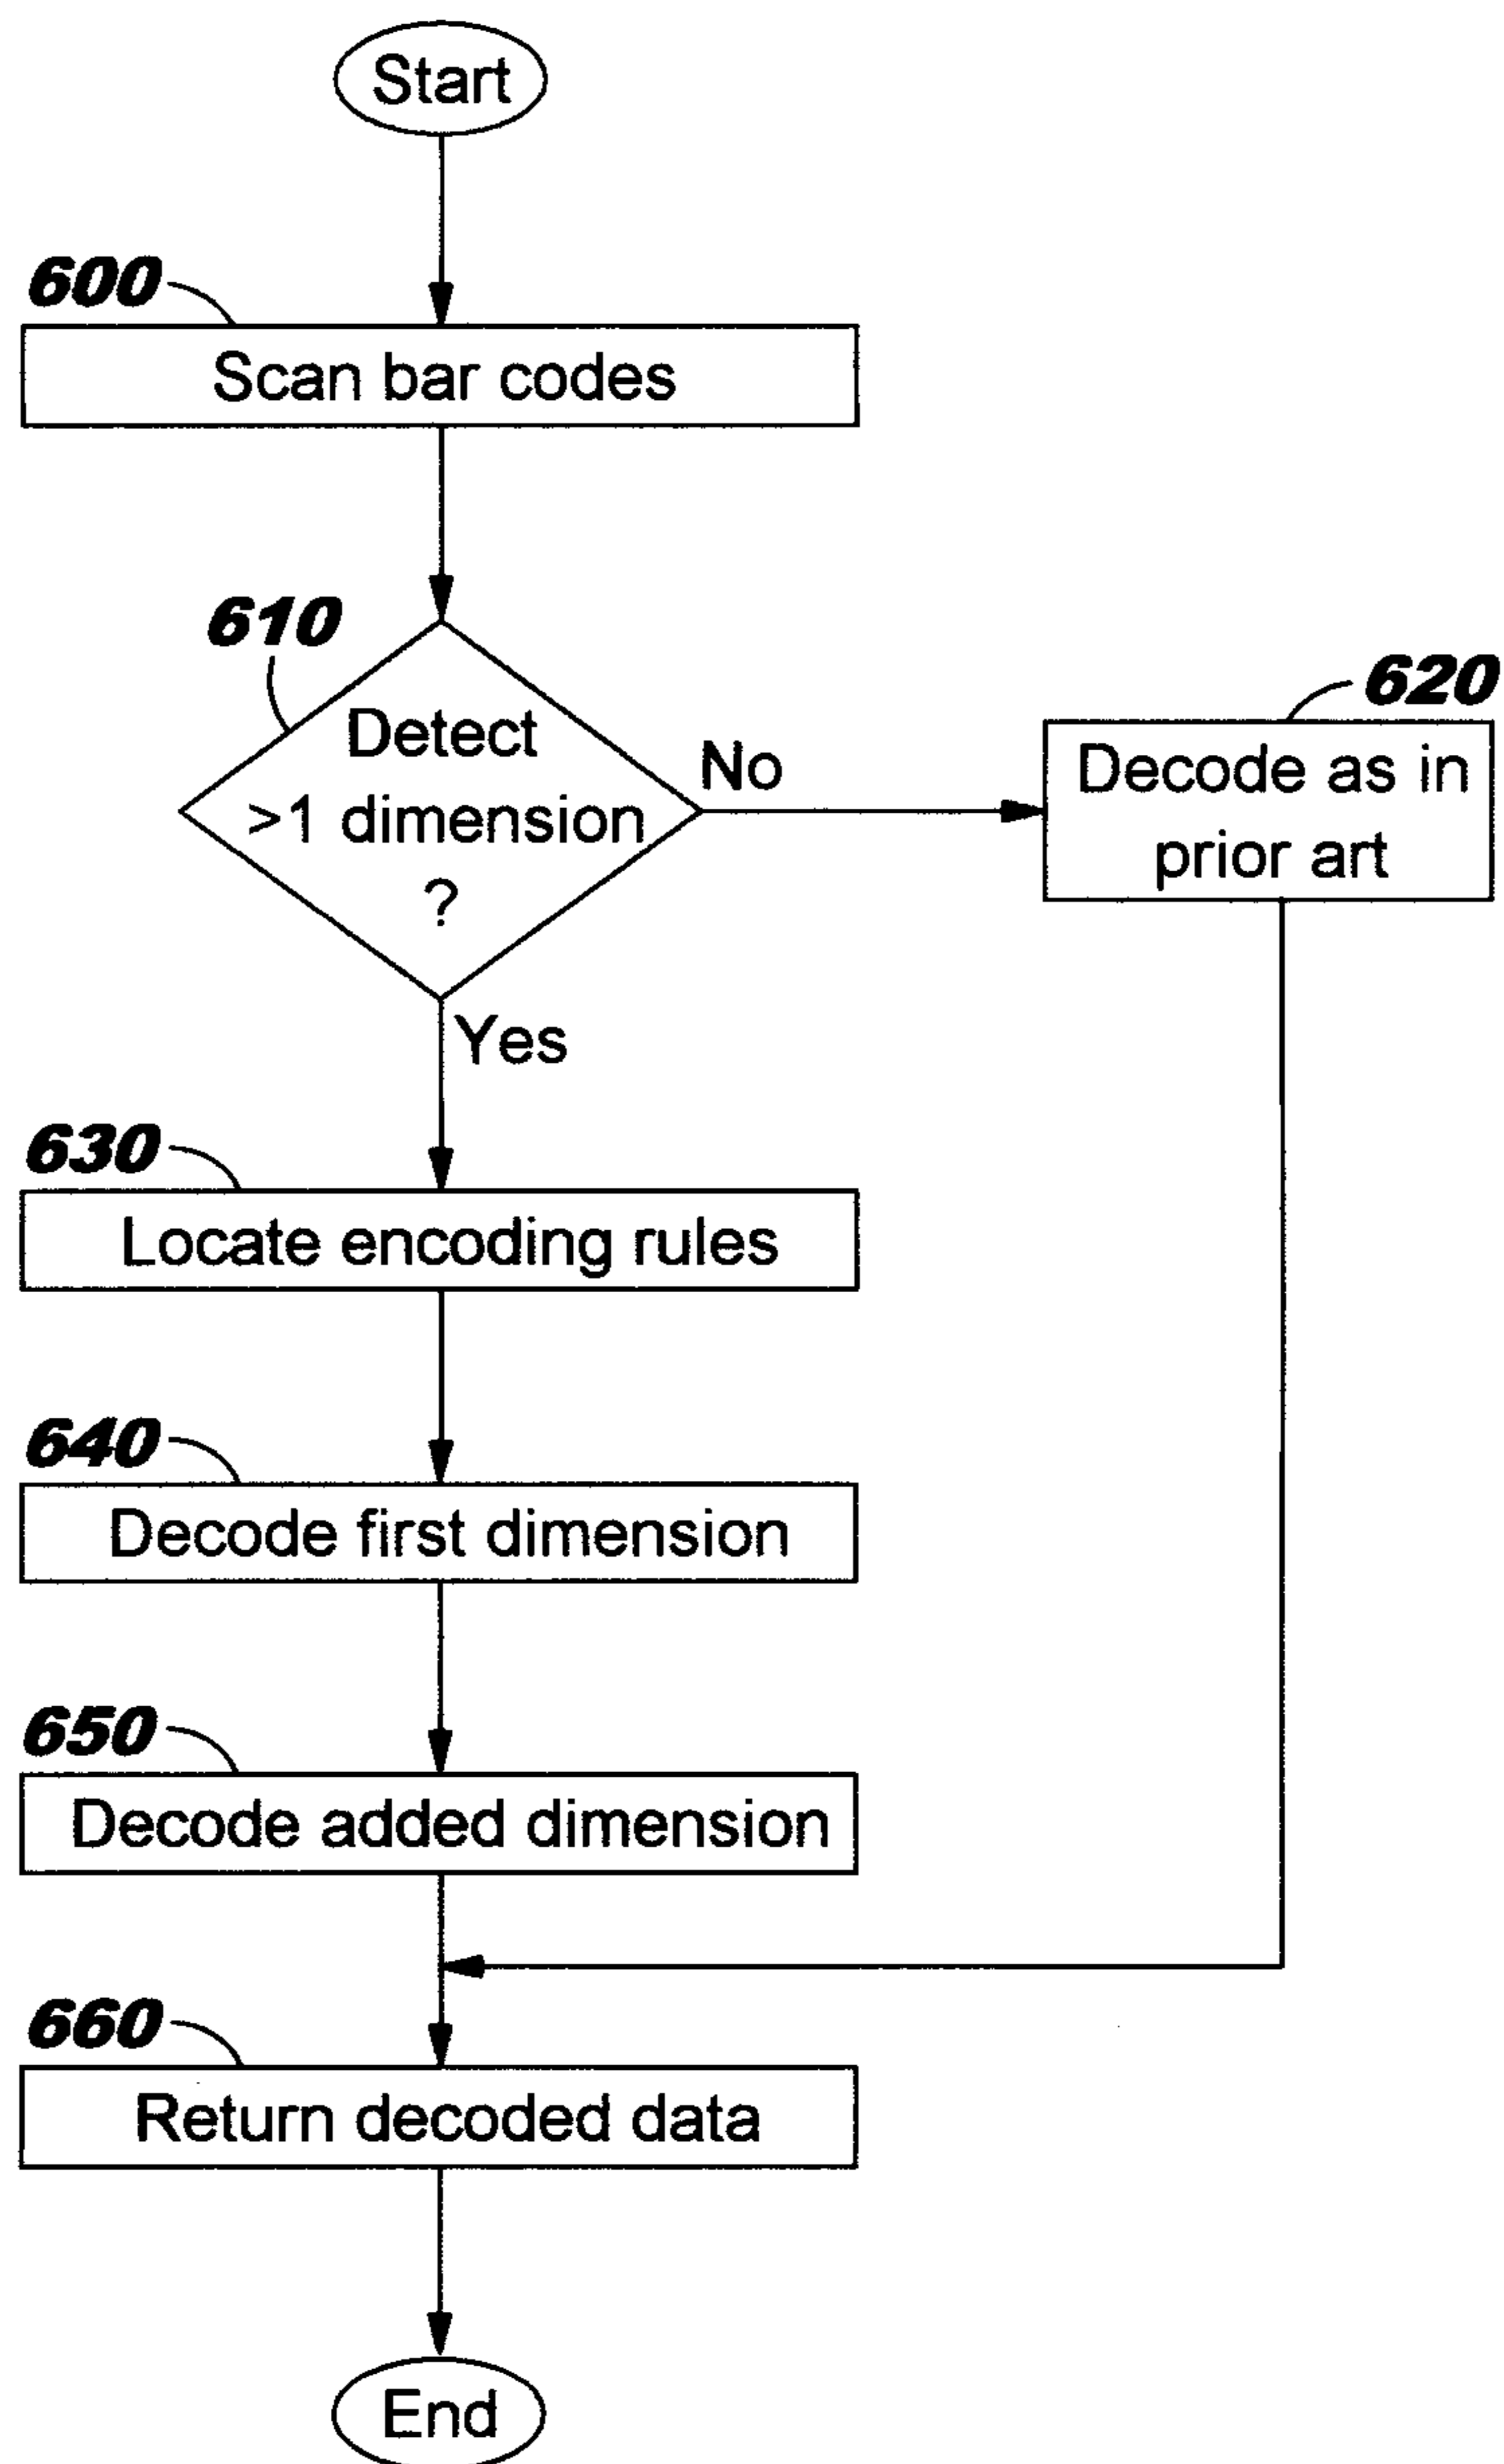 Start
600
Scan bar codes
610
Detect
>1 dimension
?
No
620
Decode as in
prior art
Yes
630
Locate encoding rules
640
Decode first dimension
650
Decode added dimension
660
Return decoded data
End